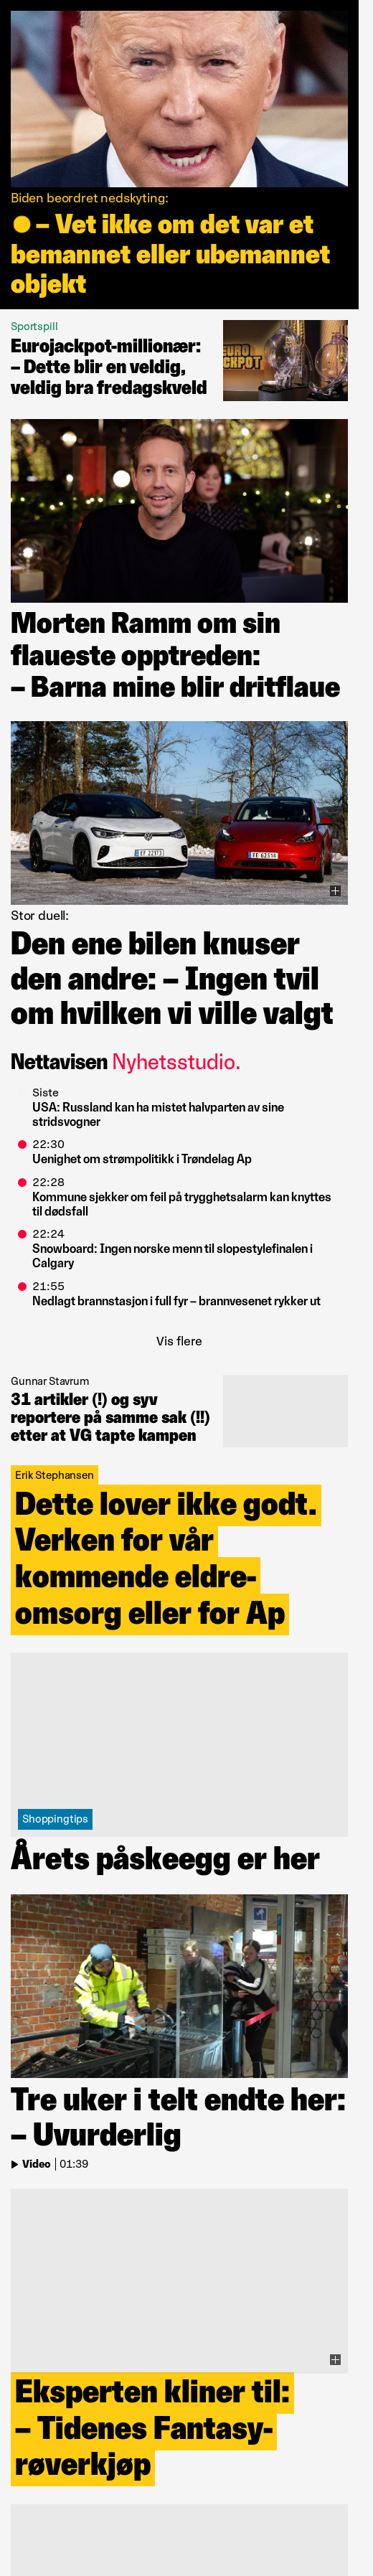 Biden beordret nedskyting:
– Vet ikke om det var et
bemannet eller ubemannet
objekt
Sportspill
Eurojackpot-millionær:
– Dette blir en veldig,
veldig bra fredagskveld
EURO
JACKPOT
Morten Ramm om sin
flaueste opptreden:
– Barna mine blir dritflaue
Stor duell:
Den ene bilen knuser
den andre: – Ingen tvil
om hvilken vi ville valgt
Nettavisen Nyhetsstudio.
Siste
USA: Russland kan ha mistet halvparten av sine
stridsvogner
22:30
Uenighet om strømpolitikk i Trøndelag Ap
22:28
Kommune sjekker om feil på trygghetsalarm kan knyttes
til dødsfall
22:24
Snowboard: Ingen norske menn til slopestylefinalen i
Calgary
21:55
Nedlagt brannstasjon i full fyr – brannvesenet rykker ut
Vis flere
Gunnar Stavrum
31 artikler (!) og syv
reportere på samme sak (!!)
etter at VG tapte kampen
Erik Stephansen
Dette lover ikke godt.
Verken for vår
kommende eldre-
omsorg eller for Ap
Shoppingtips
Årets påskeegg er her
Tre uker i telt endte her:
– Uvurderlig
Video 01:39
Eksperten kliner til:
– Tidenes Fantasy-
røverkjøp